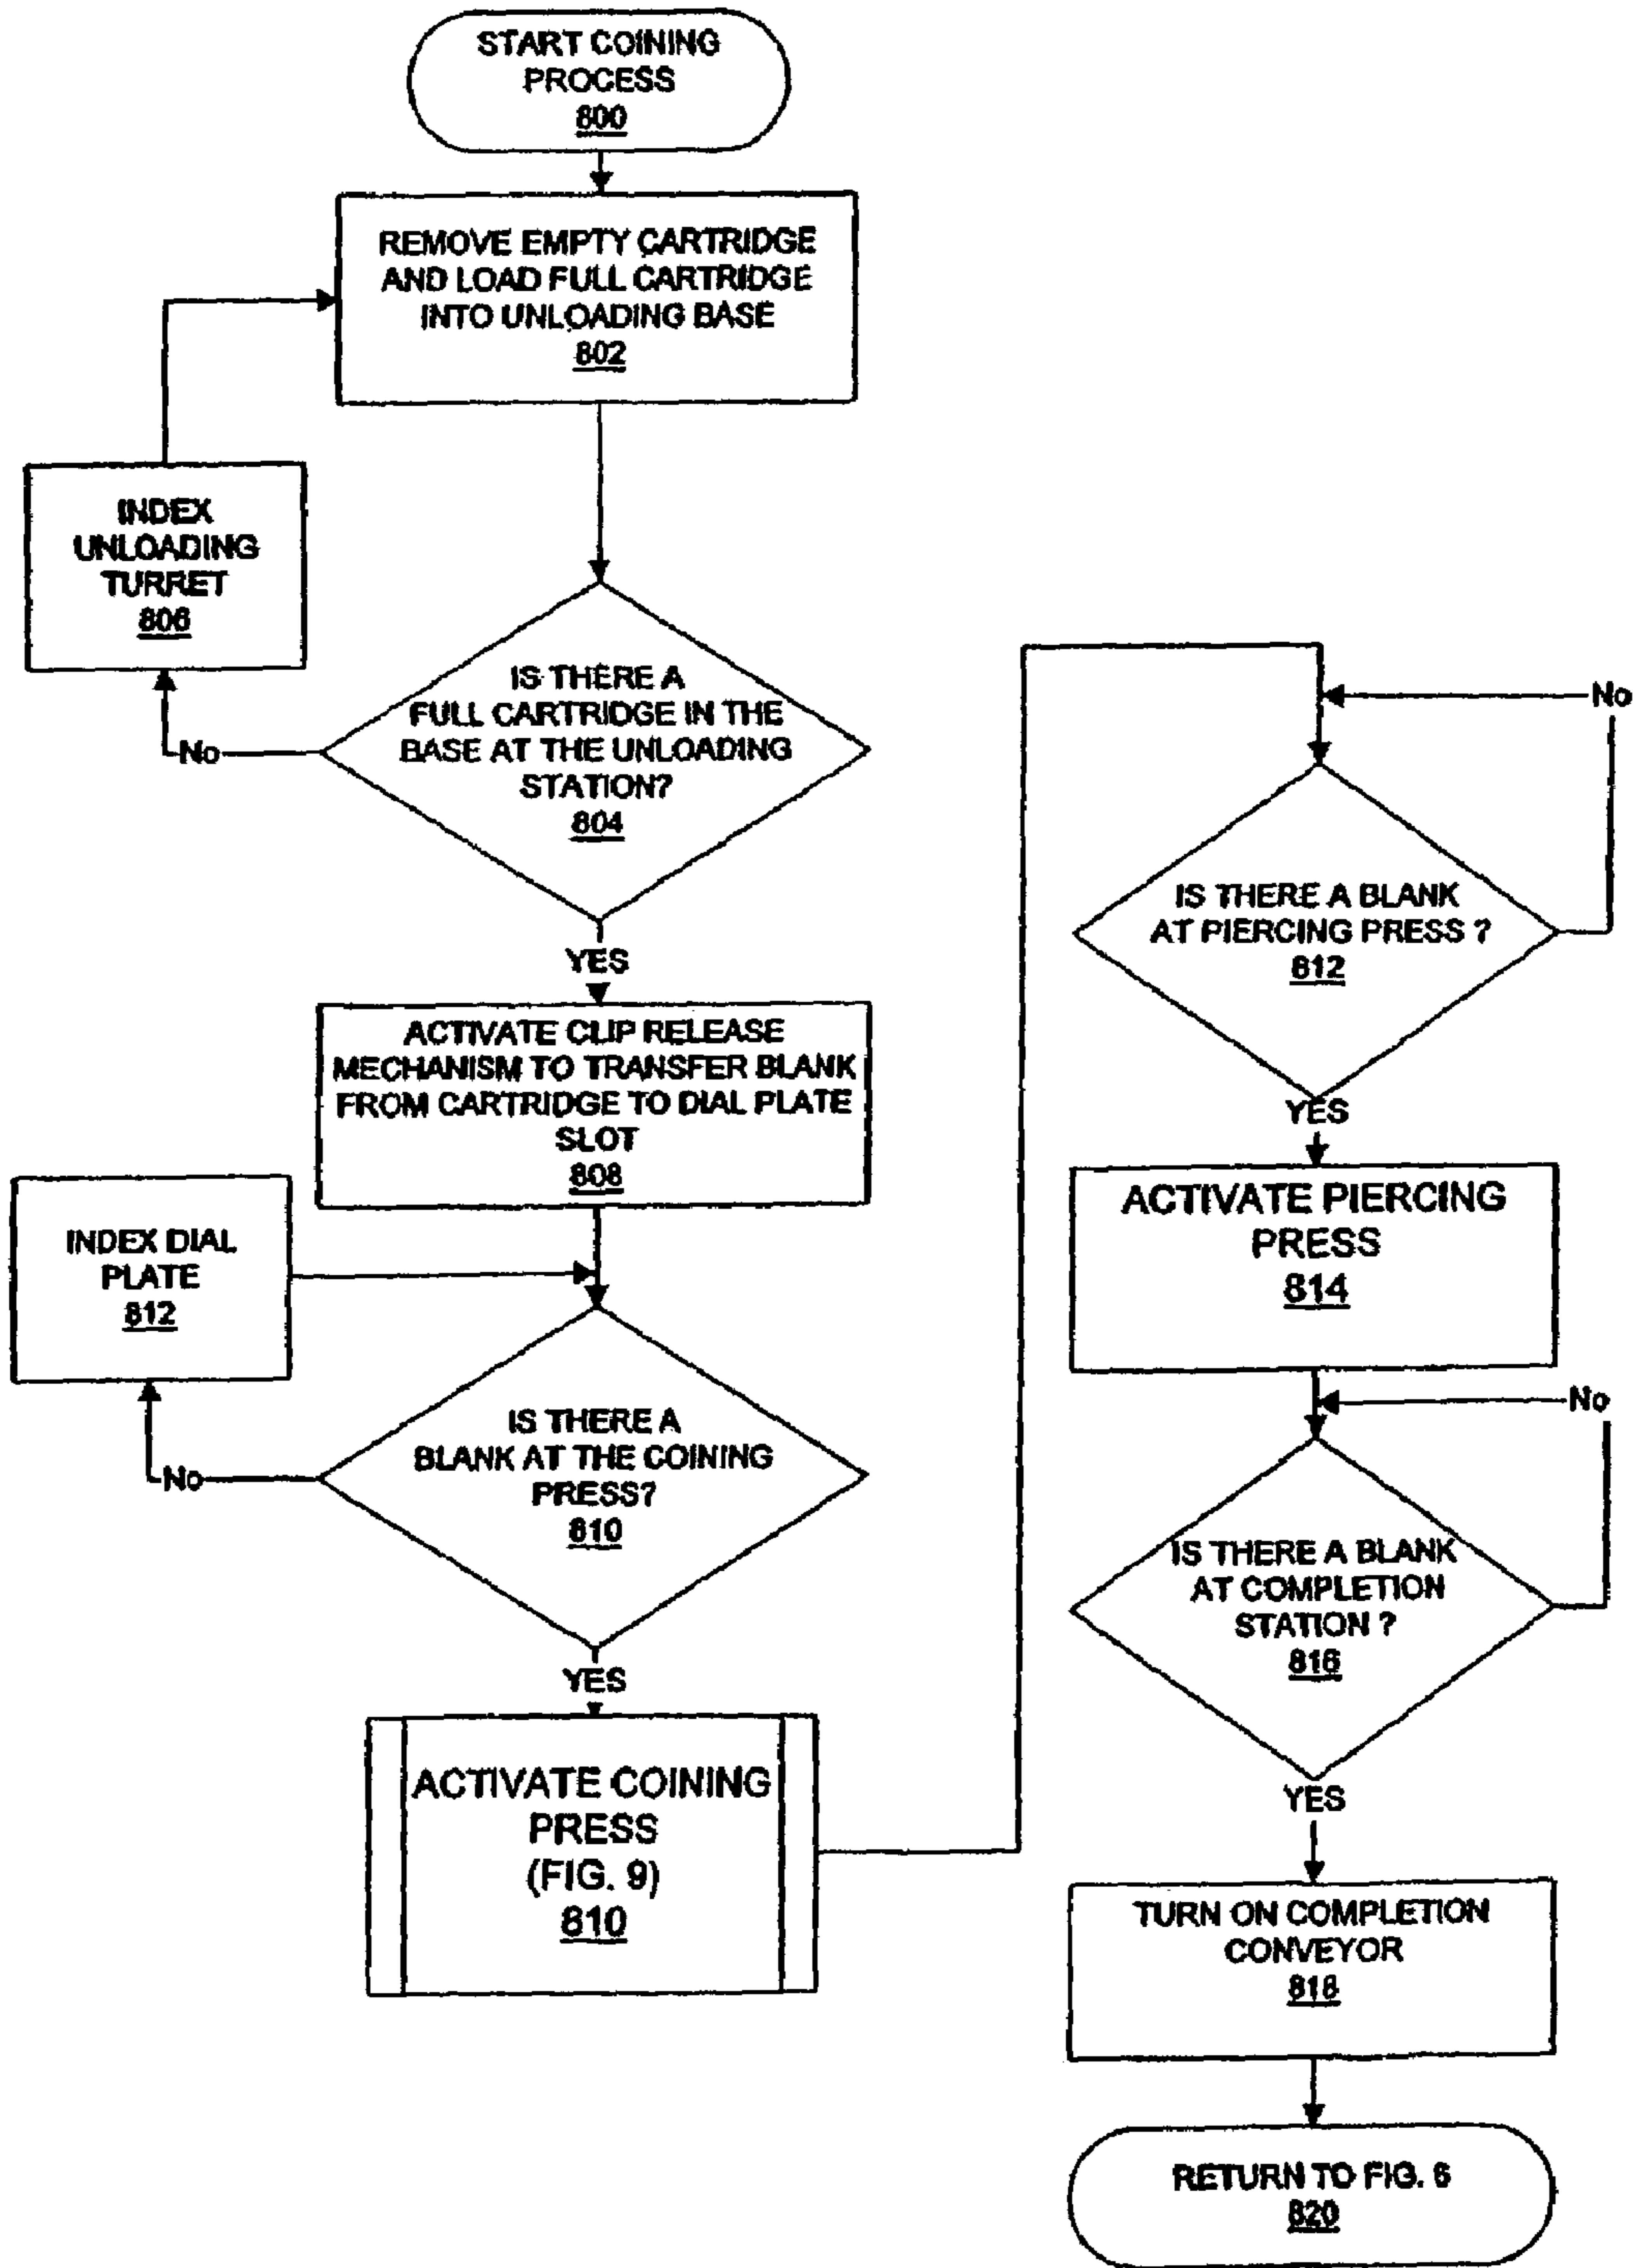 START COINING
PROCESS
800
REMOVE EMPTY CARTRIDGE
AND LOAD FULL CARTRIDGE
INTO UNLOADING BASE
802
INDEX
UNLOADING
TURRET
806
IS THERE A
FULL CARTRIDGE IN THE
BASE AT THE UNLOADING
STATION?
804
No
YES
ACTIVATE CLIP RELEASE
MECHANISM TO TRANSFER BLANK
FROM CARTRIDGE TO DIAL PLATE
SLOT
808
INDEX DIAL
PLATE
812
IS THERE A
BLANK AT THE COINING
PRESS?
810
No
YES
ACTIVATE COINING
PRESS
(FIG. 9)
810
No
IS THERE A BLANK
AT PIERCING PRESS ?
812
YES
ACTIVATE PIERCING
PRESS
814
No
IS THERE A BLANK
AT COMPLETION
STATION ?
816
YES
TURN ON COMPLETION
CONVEYOR
818
RETURN TO FIG. 6
820